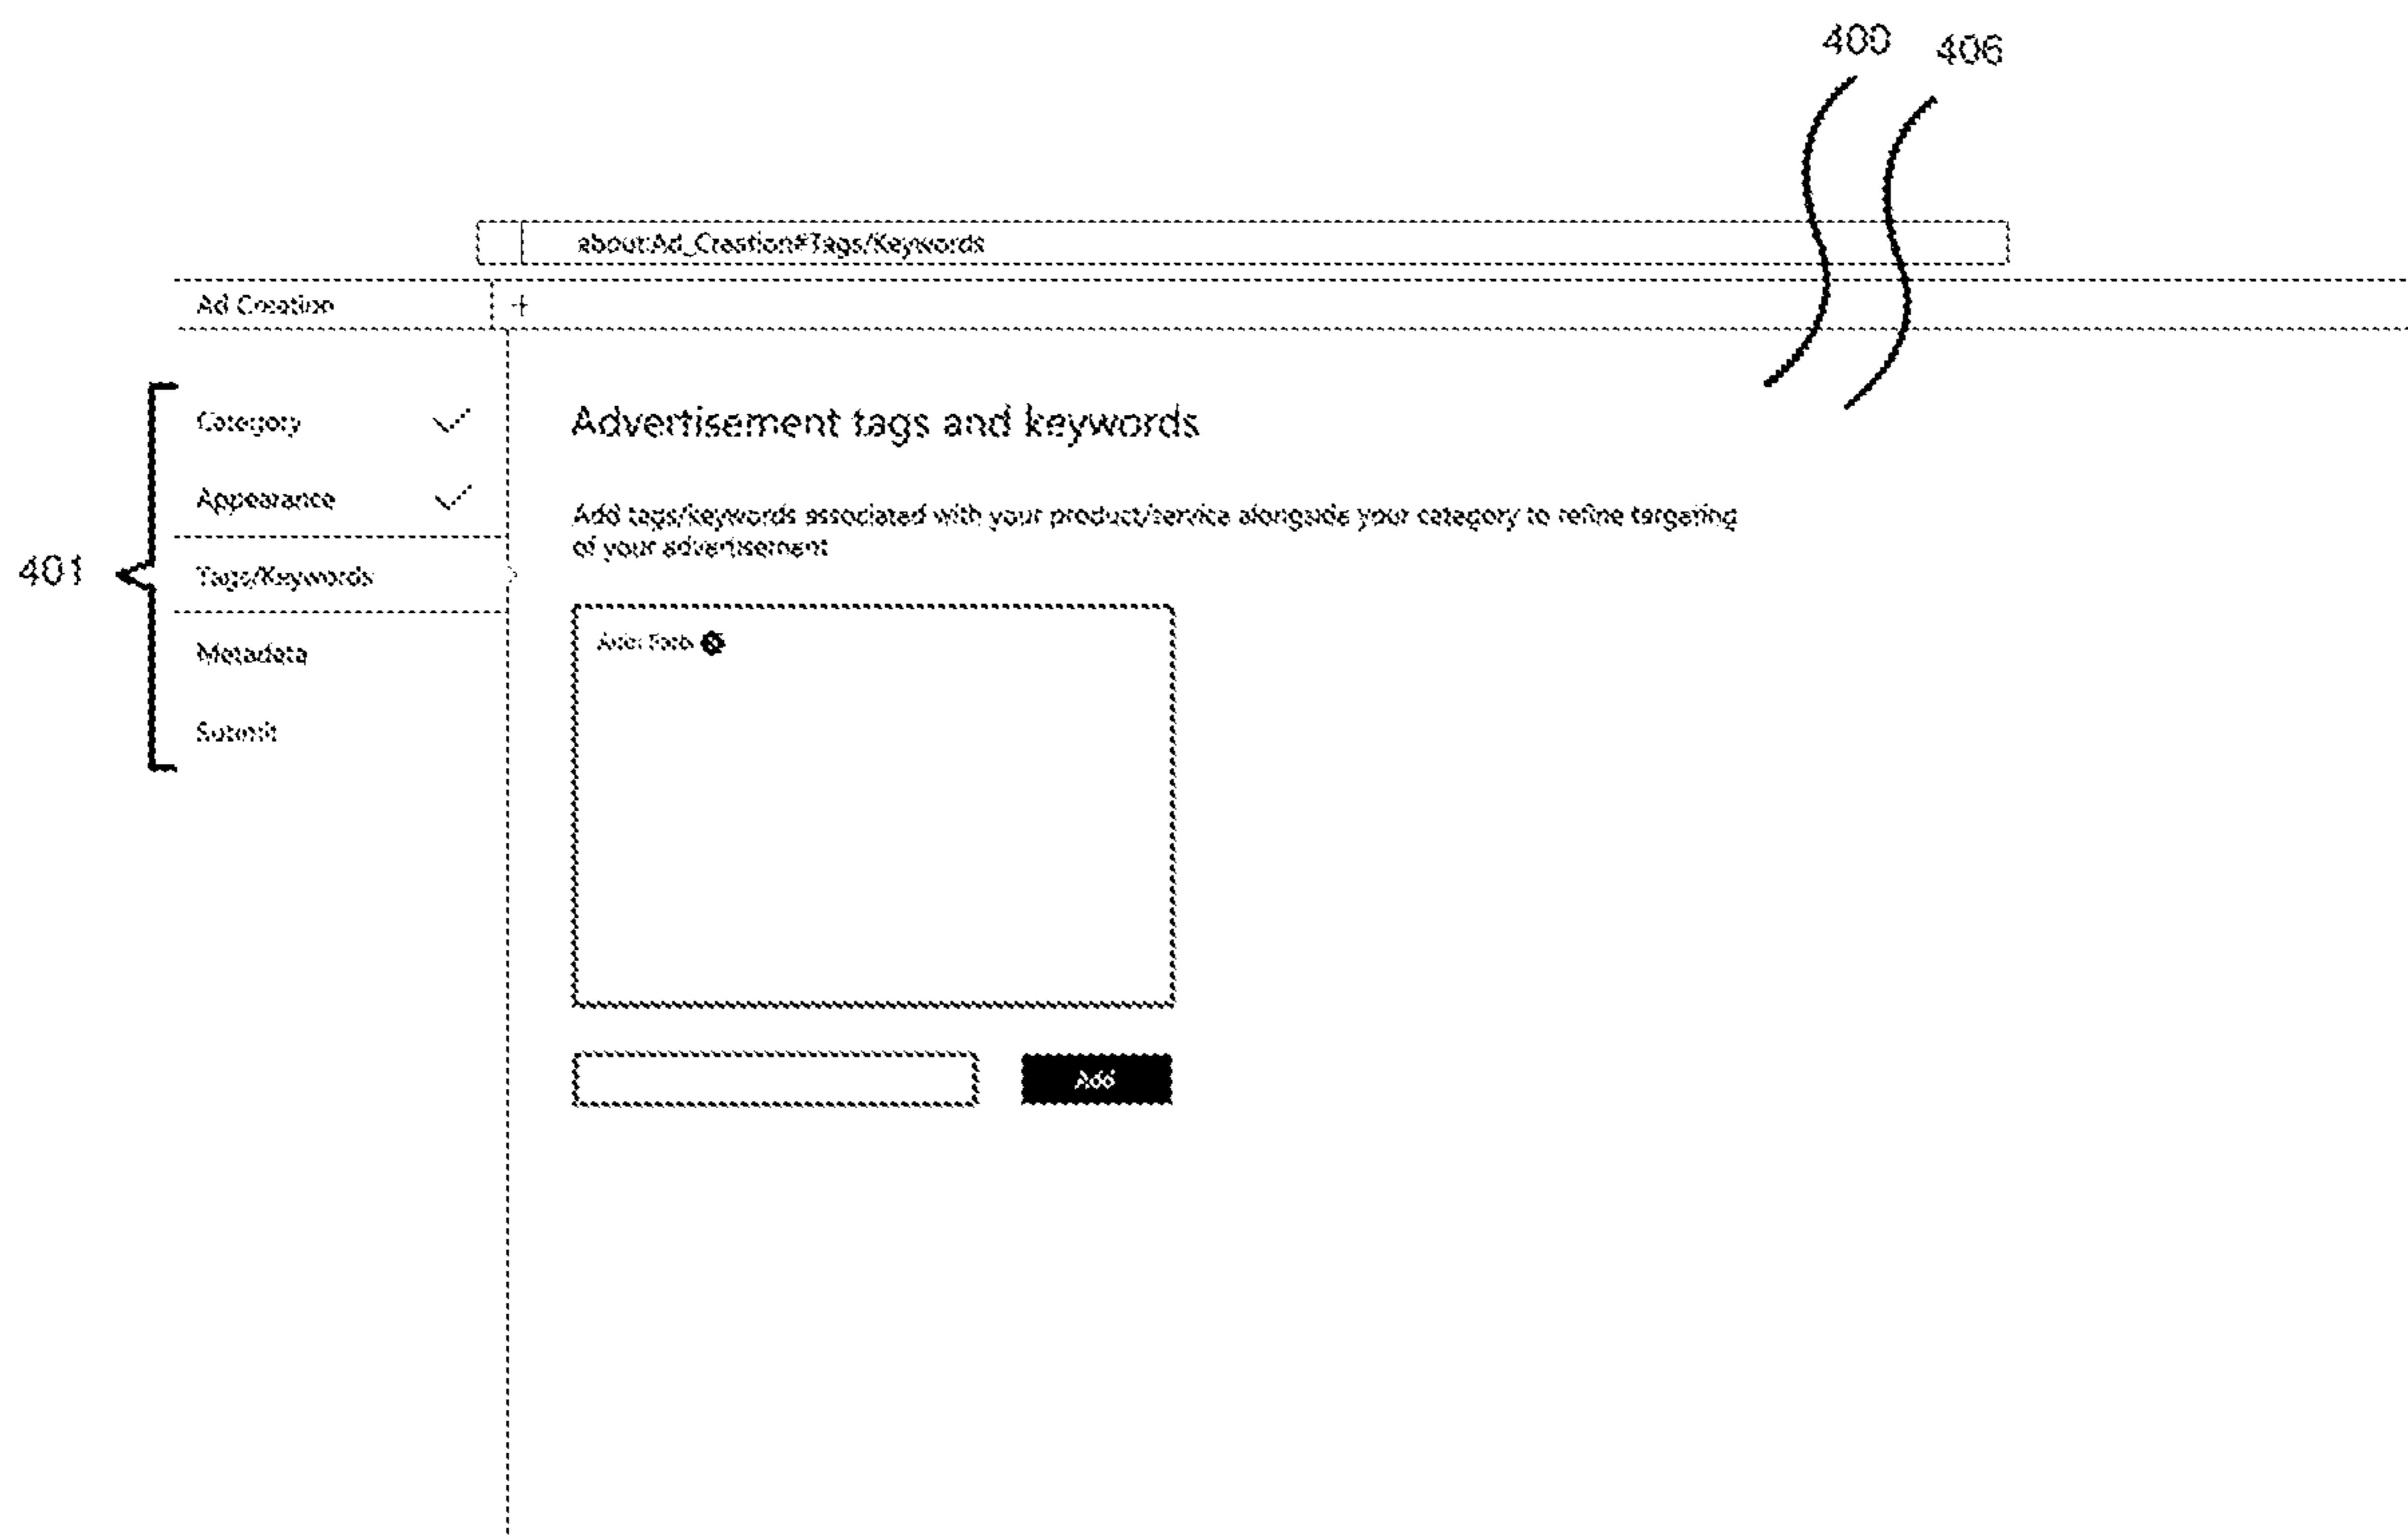 400 406
about:Ad_Creation#Tags/Keywords
Ad Creation +
Category
Appearance
401
Tags/Keywords
Metadata
Submit
Advertisement tags and keywords
Add tags/keywords associated with your product/service alongside your category to refine targeting
of your advertisement
Add